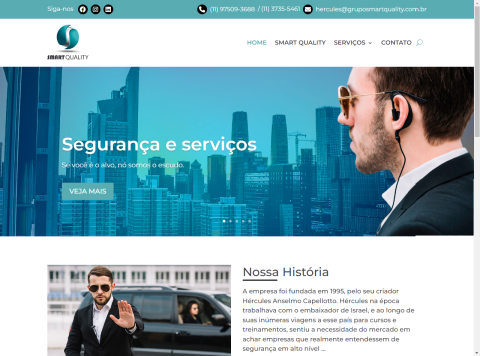 Siga-nos (11) 97509-3688 / (11) 3735-5461 hercules@gruposmartquality.com.br
SMART QUALITY
HOME SMART QUALITY SERVIÇOS CONTATO
Segurança e serviços
Se você é o alvo, nós somos o escudo.
VEJA MAIS
Nossa História
A empresa foi fundada em 1995, pelo seu criador
Hércules Anselmo Capellotto. Hércules na época
trabalhava com o embaixador de Israel, e ao longo de
suas inúmeras viagens a esse país para cursos e
treinamentos, sentiu a necessidade do mercado em
achar empresas que realmente entendessem de
segurança em alto nível ...